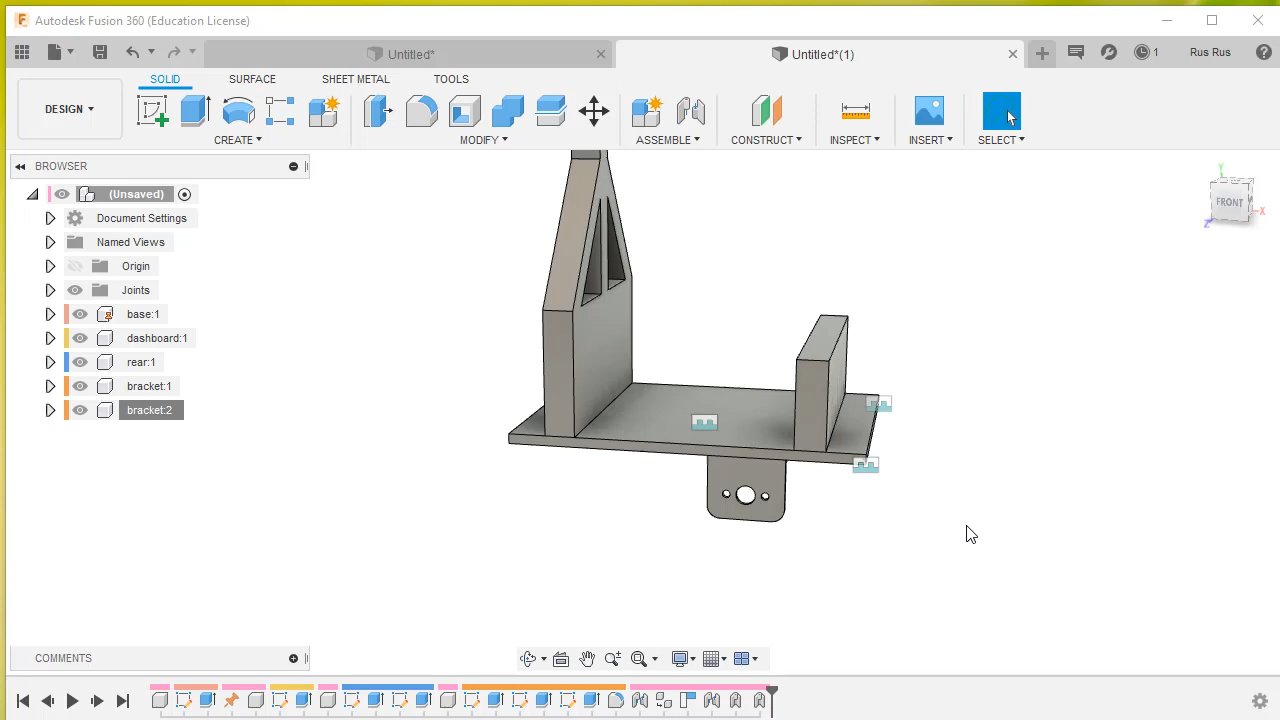 Autodesk Fusion 360 (Education License)
Untitled*
Untitled*(1)
1
Rus Rus
DESIGN
SOLID
SURFACE
SHEET METAL
TOOLS
CREATE
MODIFY
ASSEMBLE
CONSTRUCT
INSPECT
INSERT
SELECT
BROWSER
(Unsaved)
Document Settings
Named Views
Origin
Joints
base:1
dashboard:1
rear:1
bracket:1
bracket:2
Y
FRONT
X
Z
COMMENTS